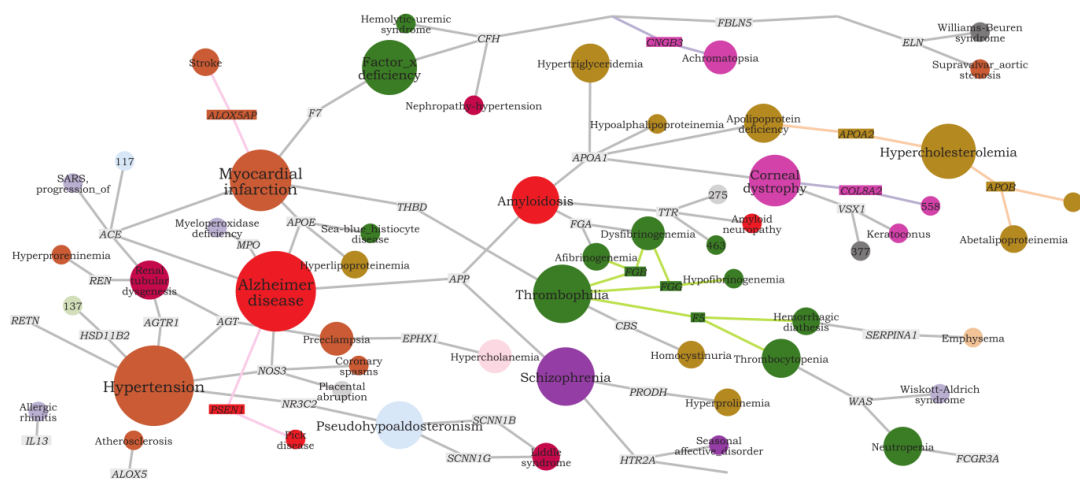 Hemolytic-uremic
syndrome
CFH
FBLN5
Williams-Beuren
syndrome
ELN
CNGB3
Stroke
Factor_x
deficiency
Hypertriglyceridemia
Achromatopsia
Supravalvar_aortic
stenosis
ALOX5AP
F7
Nephropathy-hypertension
Hypoalphalipoproteinemia
Apolipoprotein
deficiency
APOA2
Hypercholesterolemia
117
APOA1
SARS,
progression_of
Myocardial
infarction
Corneal
dystrophy
COL8A2
APOB
THBD
Amyloidosis
275
558
VSX1
Myeloperoxidase
deficiency
APOE
Sea-blue_histiocyte
disease
FGA
TTR
Amyloid
neuropathy
Keratoconus
ACE
MPO
Dysfibrinogenemia
463
377
Abetalipoproteinemia
Hyperproreninemia
Hyperlipoproteinemia
Afibrinogenemia
REN
Renal
tubular
dysgenesis
Alzheimer
disease
APP
FGB
FGG
Hypofibrinogenemia
137
Thrombophilia
RETN
AGTR1
AGT
CBS
F5
Hemorrhagic
diathesis
HSD11B2
Preeclampsia
EPHX1
Hypercholanemia
Homocystinuria
Thrombocytopenia
SERPINA1
Emphysema
NOS3
Coronary
spasms
Hypertension
Placental
abruption
Schizophrenia
PRODH
Hyperprolinemia
WAS
Wiskott-Aldrich
syndrome
Allergic
rhinitis
PSEN1
NR3C2
Pseudohypoaldosteronism
SCNN1B
IL13
Atherosclerosis
Pick
disease
SCNN1G
Liddle
syndrome
HTR2A
Seasonal
affective_disorder
Neutropenia
FCGR3A
ALOX5